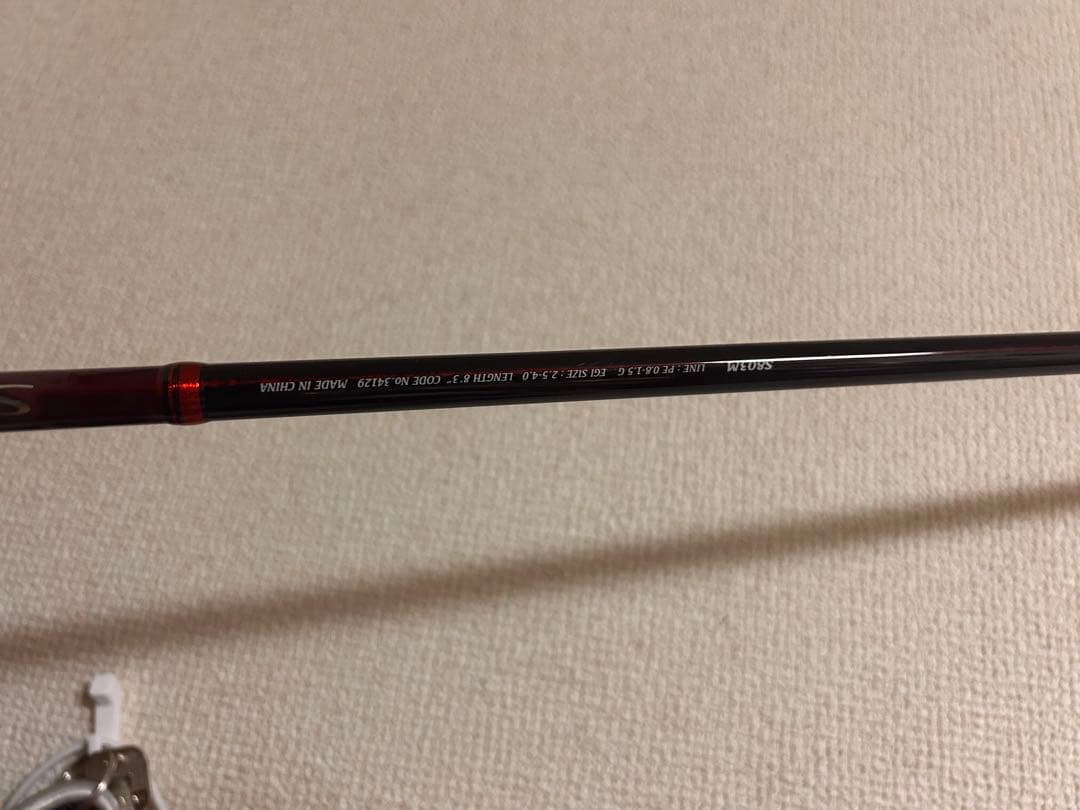 S803M
LINE : PE 0.8-1.5 G EGI SIZE : 2.5-4.0 LENGTH 8'3" CODE No.34129 MADE IN CHINA
S